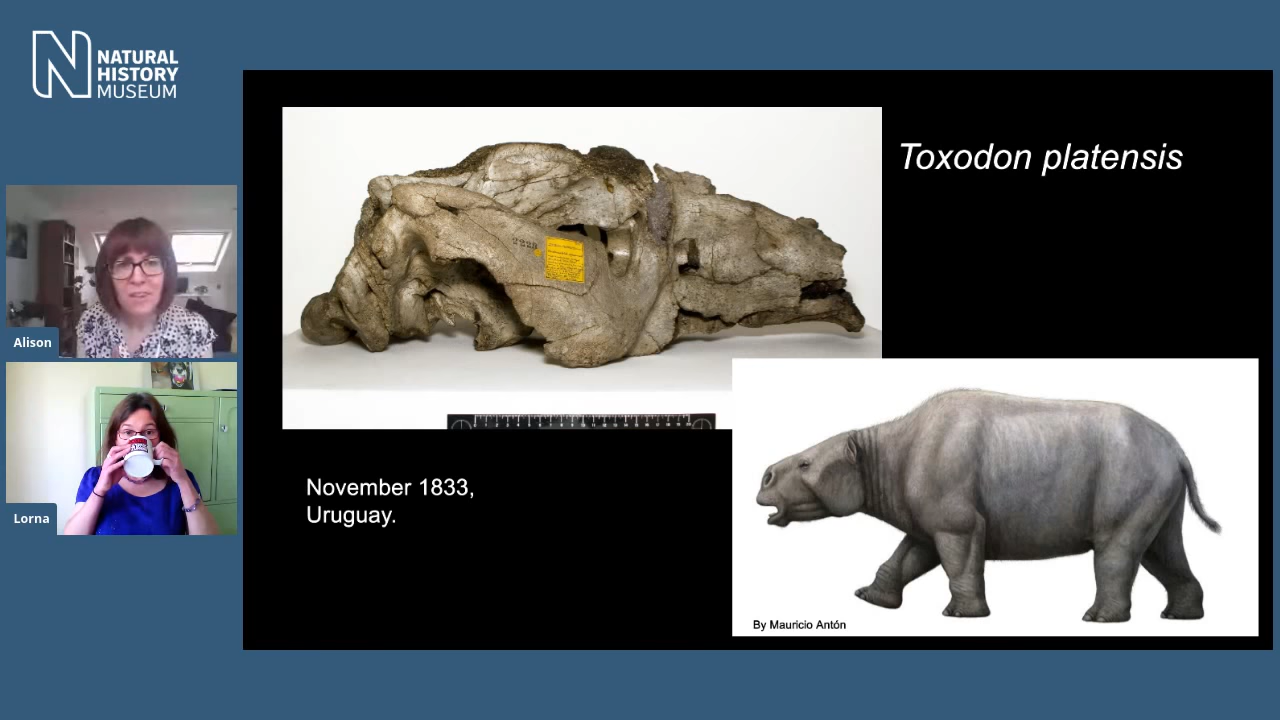 NATURAL
HISTORY
MUSEUM
Toxodon platensis
Alison
Lorna
November 1833,
Uruguay.
By Mauricio Antón